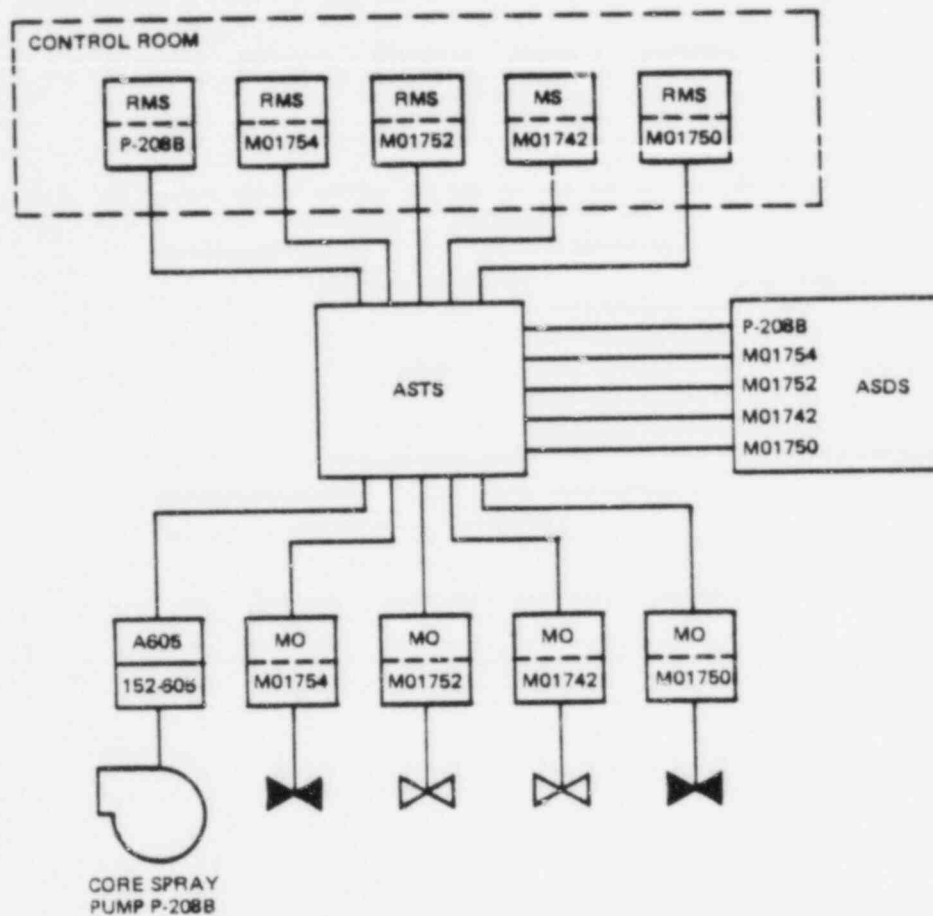 CONTROL ROOM
RMS
P-208B
RMS
M01754
RMS
M01752
MS
M01742
RMS
M01750
ASTS
P-208B
M01754
M01752
M01742
M01750
ASDS
A605
152-605
MO
M01754
MO
M01752
MO
M01742
MO
M01750
CORE SPRAY
PUMP P-208B